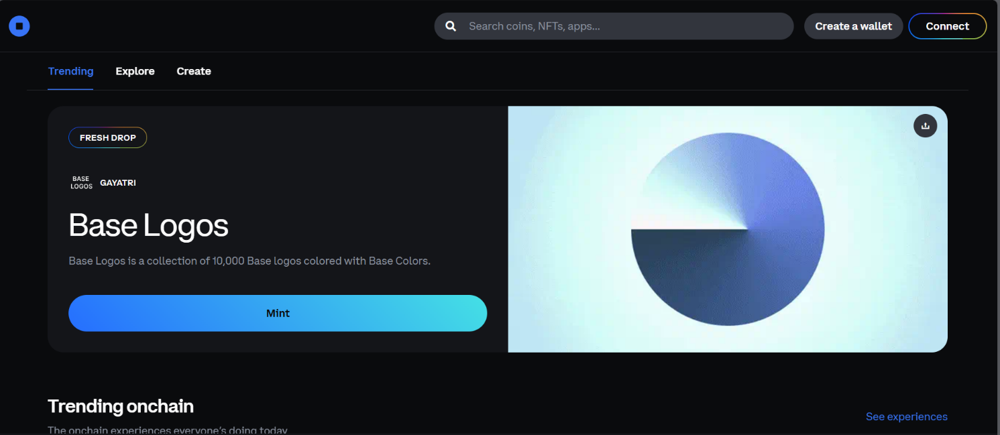 Search coins, NFTs, apps...
Create a wallet
Connect
Trending
Explore
Create
FRESH DROP
BASE
LOGOS
GAYATRI
Base Logos
Base Logos is a collection of 10,000 Base logos colored with Base Colors.
Mint
Trending onchain
See experiences
The onchain experiences everyone’s doing today